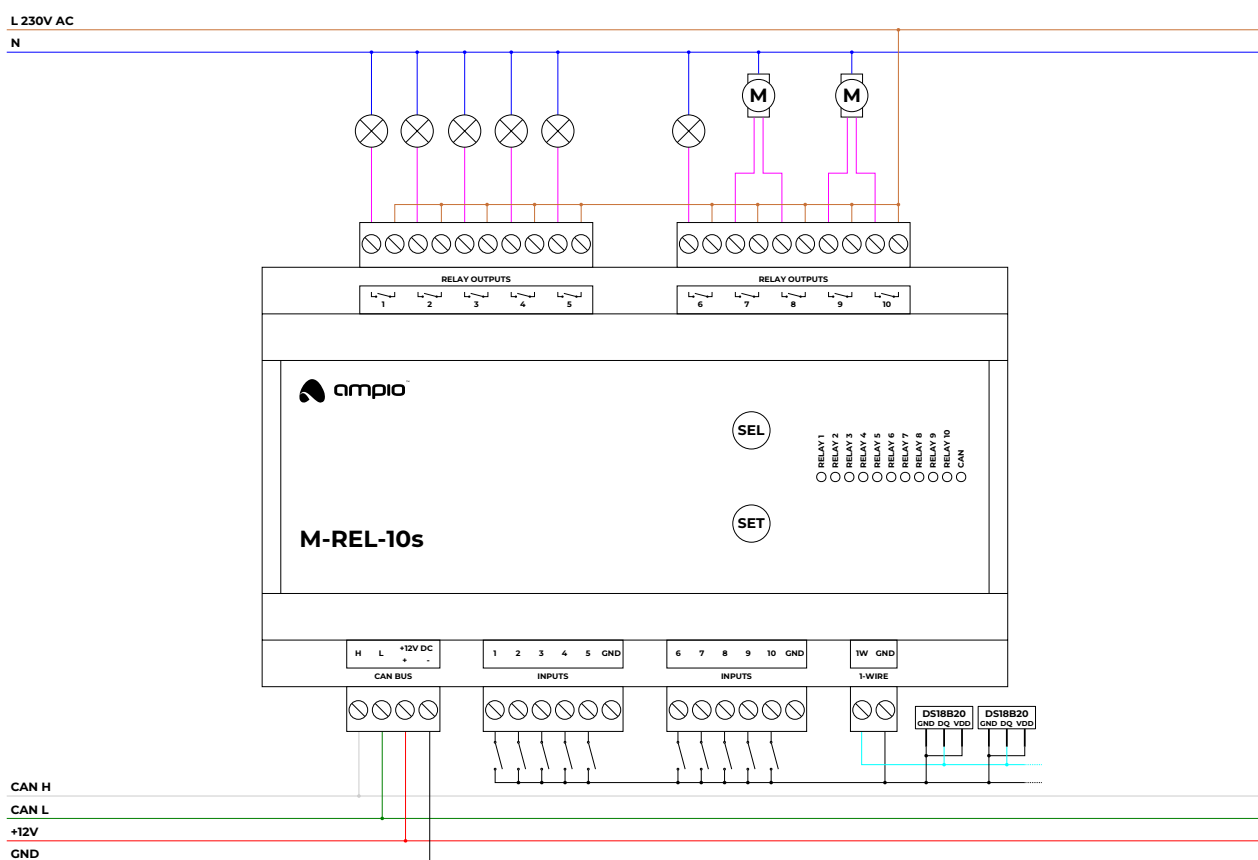 L 230V AC
N
M M
RELAY OUTPUTS RELAY OUTPUTS
1 2 3 4 5 6 7 8 9 10
ampio™
SEL
RELAY 1
RELAY 2
RELAY 3
RELAY 4
RELAY 5
RELAY 6
RELAY 7
RELAY 8
RELAY 9
RELAY 10
CAN
SET
M-REL-10s
H L +12V DC + -
1 2 3 4 5 GND
6 7 8 9 10 GND
1W GND
CAN BUS INPUTS INPUTS 1-WIRE
DS18B20 DS18B20
GND DQ VDD GND DQ VDD
CAN H
CAN L
+12V
GND